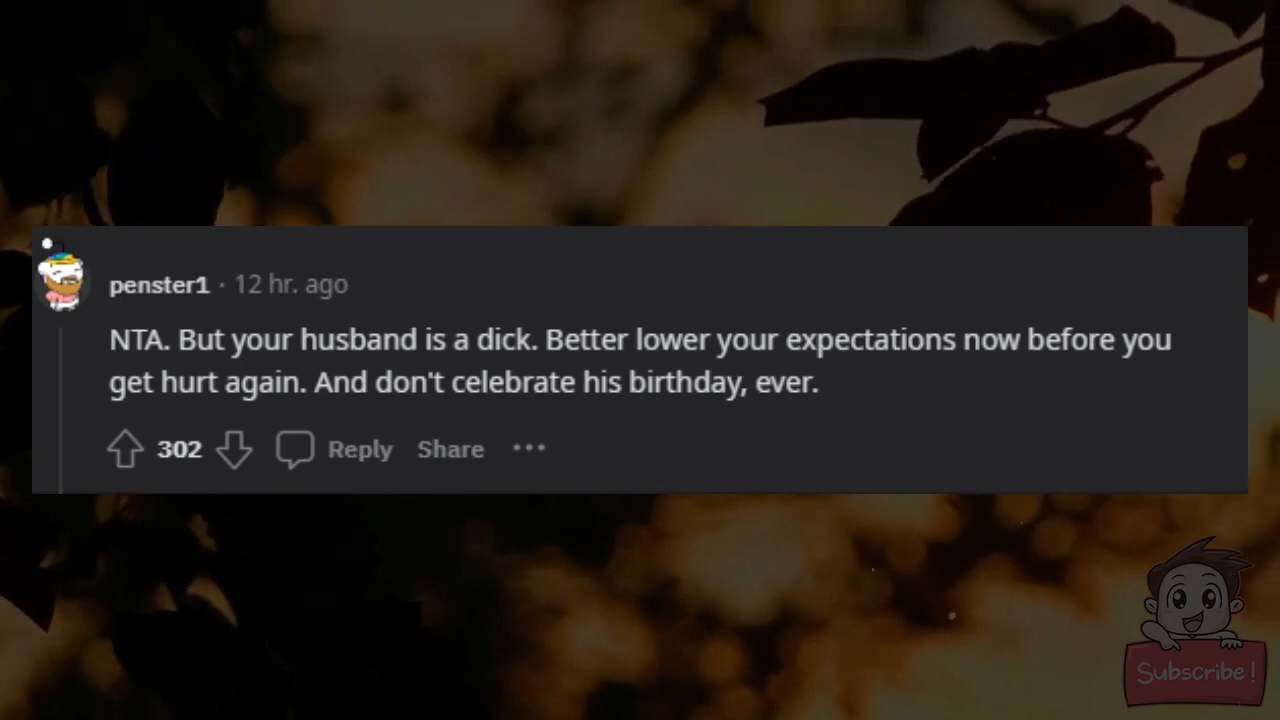 penster1 · 12 hr. ago
NTA. But your husband is a dick. Better lower your expectations now before you
get hurt again. And don't celebrate his birthday, ever.
302 Reply Share ···
Subscribe!